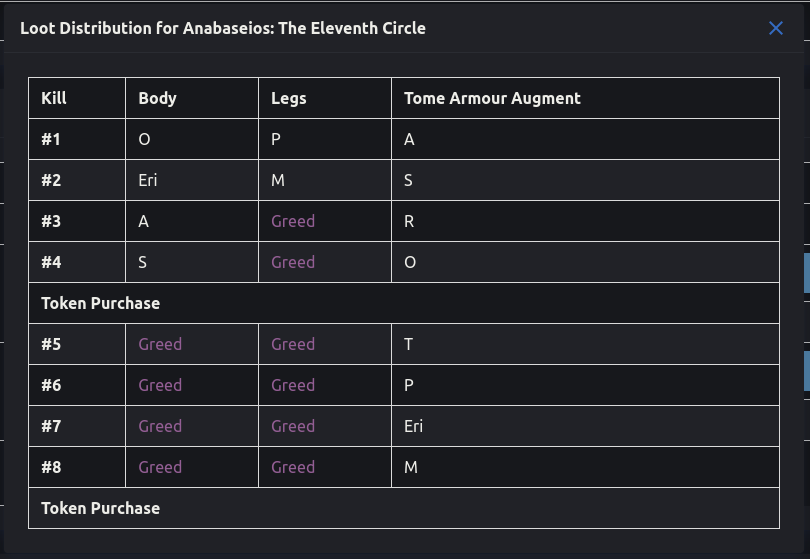 Loot Distribution for Anabaseios: The Eleventh Circle
Kill Body Legs Tome Armour Augment
#1 O P A
#2 Eri M S
#3 A Greed R
#4 S Greed O
Token Purchase
#5 Greed Greed T
#6 Greed Greed P
#7 Greed Greed Eri
#8 Greed Greed M
Token Purchase